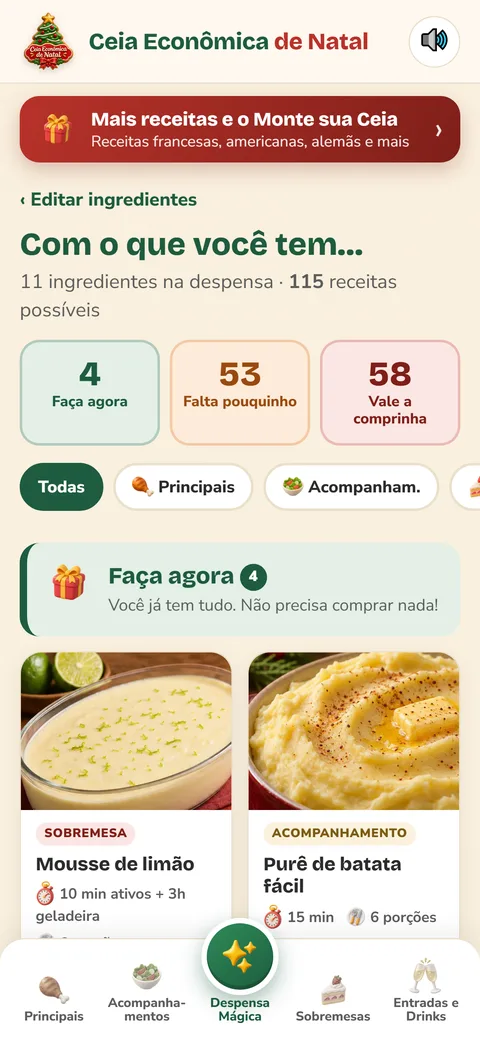 Ceia Econômica
de Natal
Ceia Econômica de Natal
Mais receitas e o Monte sua Ceia
Receitas francesas, americanas, alemãs e mais
›
‹ Editar ingredientes
Com o que você tem...
11 ingredientes na despensa · 115 receitas
possíveis
4
Faça agora
53
Falta pouquinho
58
Vale a
comprinha
Todas
Principais
Acompanham.
Faça agora 4
Você já tem tudo. Não precisa comprar nada!
SOBREMESA
Mousse de limão
10 min ativos + 3h
geladeira
ACOMPANHAMENTO
Purê de batata
fácil
15 min 6 porções
Principais
Acompanha-
mentos
Despensa
Mágica
Sobremesas
Entradas e
Drinks